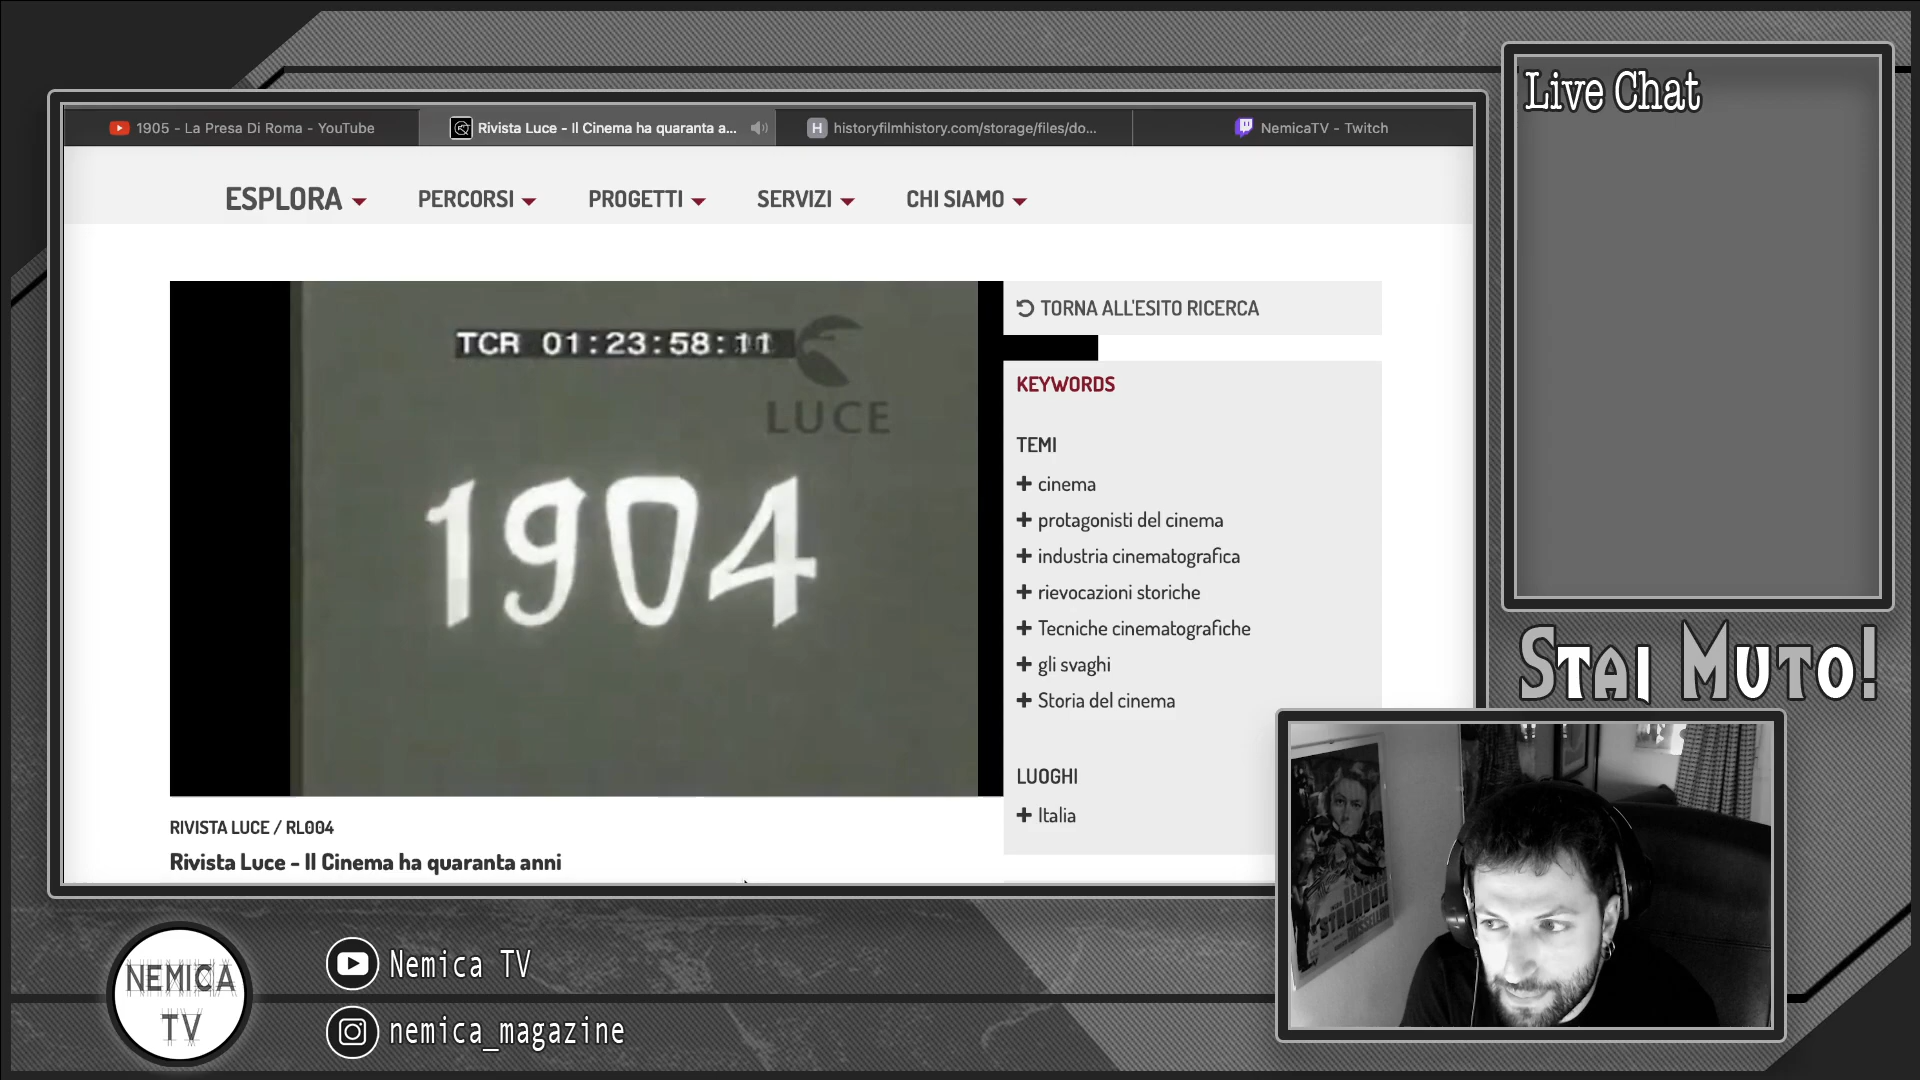 1905 - La Presa Di Roma - YouTube
Rivista Luce - Il Cinema ha quaranta a...
historyfilmhistory.com/storage/files/do...
NemicaTV - Twitch
Live Chat
ESPLORA
PERCORSI
PROGETTI
SERVIZI
CHI SIAMO
TCR 01:23:58:11
LUCE
1904
TORNA ALL'ESITO RICERCA
KEYWORDS
TEMI
cinema
protagonisti del cinema
industria cinematografica
rievocazioni storiche
Tecniche cinematografiche
gli svaghi
Storia del cinema
LUOGHI
Italia
RIVISTA LUCE / RL004
Rivista Luce - Il Cinema ha quaranta anni
STAI MUTO!
NEMICA
TV
Nemica TV
nemica_magazine